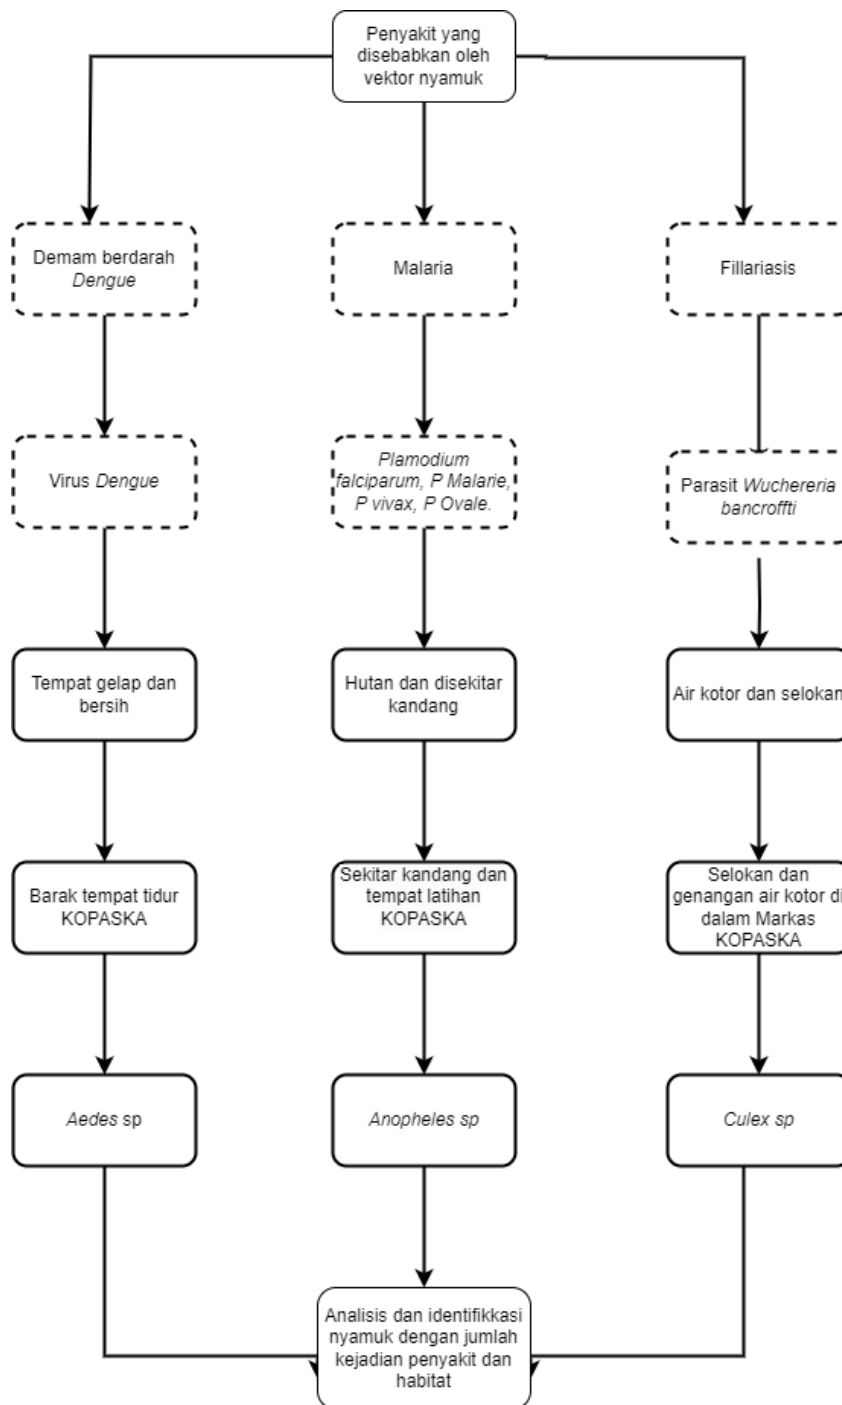 Penyakit yang
disebabkan oleh
vektor nyamuk
Demam berdarah
Dengue
Malaria
Fillariasis
Virus Dengue
Plamodium
falciparum, P Malarie,
P vivax, P Ovale.
Parasit Wuchereria
bancroffti
Tempat gelap dan
bersih
Hutan dan disekitar
kandang
Air kotor dan selokan
Barak tempat tidur
KOPASKA
Sekitar kandang dan
tempat latihan
KOPASKA
Selokan dan
genangan air kotor di
dalam Markas
KOPASKA
Aedes sp
Anopheles sp
Culex sp
Analisis dan identifikkasi
nyamuk dengan jumlah
kejadian penyakit dan
habitat